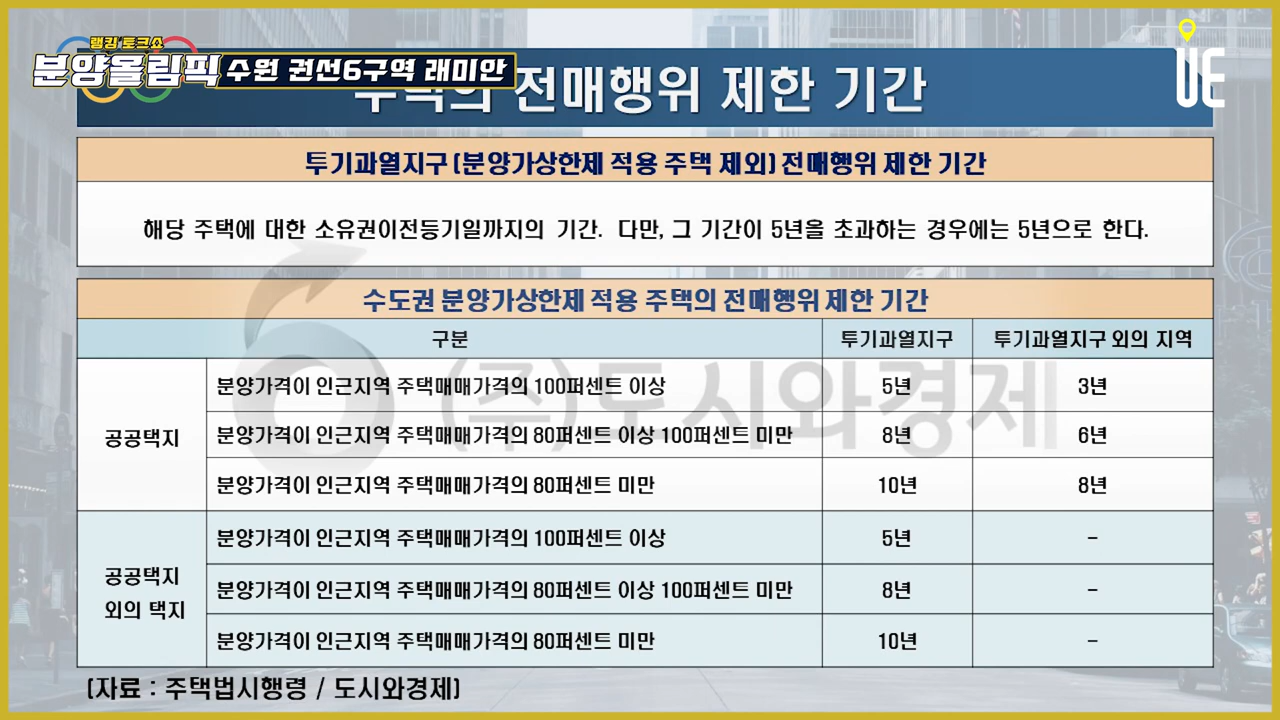 랭킹 토크쇼
분양올림픽 수원 권선6구역 래미안
UE
주택의 전매행위 제한 기간
투기과열지구 (분양가상한제 적용 주택 제외) 전매행위 제한 기간
해당 주택에 대한 소유권이전등기일까지의 기간. 다만, 그 기간이 5년을 초과하는 경우에는 5년으로 한다.
수도권 분양가상한제 적용 주택의 전매행위 제한 기간
구분 투기과열지구 투기과열지구 외의 지역
공공택지
분양가격이 인근지역 주택매매가격의 100퍼센트 이상 5년 3년
분양가격이 인근지역 주택매매가격의 80퍼센트 이상 100퍼센트 미만 8년 6년
분양가격이 인근지역 주택매매가격의 80퍼센트 미만 10년 8년
공공택지
외의 택지
분양가격이 인근지역 주택매매가격의 100퍼센트 이상 5년 -
분양가격이 인근지역 주택매매가격의 80퍼센트 이상 100퍼센트 미만 8년 -
분양가격이 인근지역 주택매매가격의 80퍼센트 미만 10년 -
(주)도시와경제
(자료 : 주택법시행령 / 도시와경제)